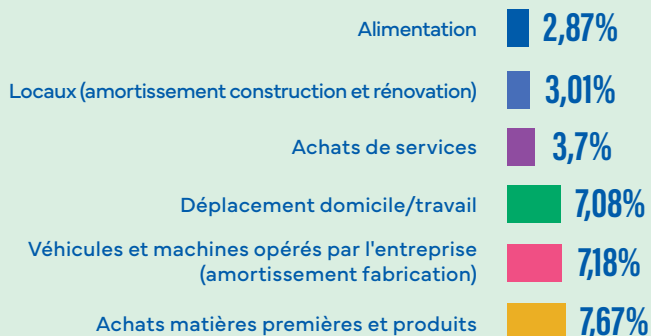 Alimentation 2,87%
Locaux (amortissement construction et rénovation) 3,01%
Achats de services 3,7%
Déplacement domicile/travail 7,08%
Véhicules et machines opérés par l'entreprise
(amortissement fabrication) 7,18%
Achats matières premières et produits 7,67%